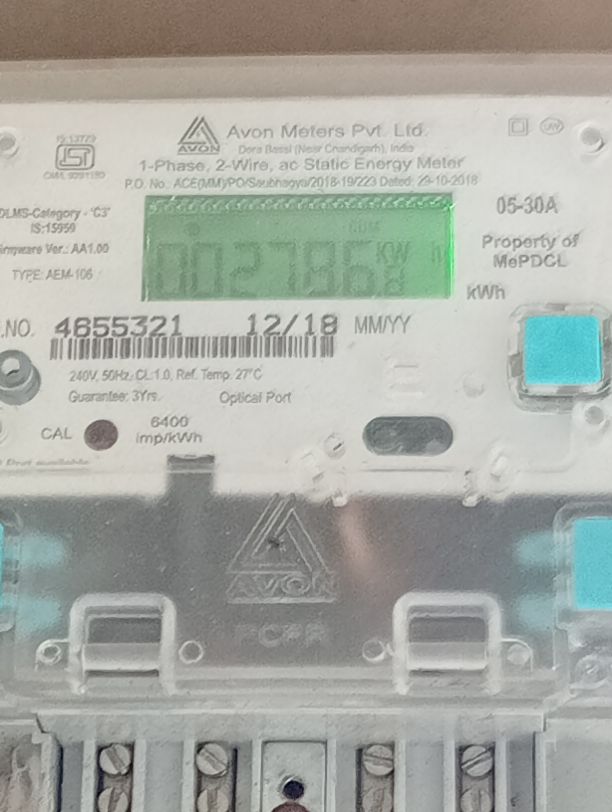 IS:13779
AVON
Avon Meters Pvt. Ltd.
Dera Bassi (Near Chandigarh), India
1-Phase, 2-Wire, ac Static Energy Meter
P.O. No.: ACE(MM)/PO/Saubhagya/2018-19/223 Dated: 29-10-2018
DLMS-Category - 'C3'
IS:15959
Firmware Ver.: AA1.00
TYPE: AEM-106
002786
05-30A
Property of
MePDCL
kWh
.NO. 4655321 12/18 MM/YY
240V, 50Hz, CL:1.0, Ref. Temp. 27°C
Guarantee: 3Yrs. Optical Port
CAL 6400
imp/kWh
AVON